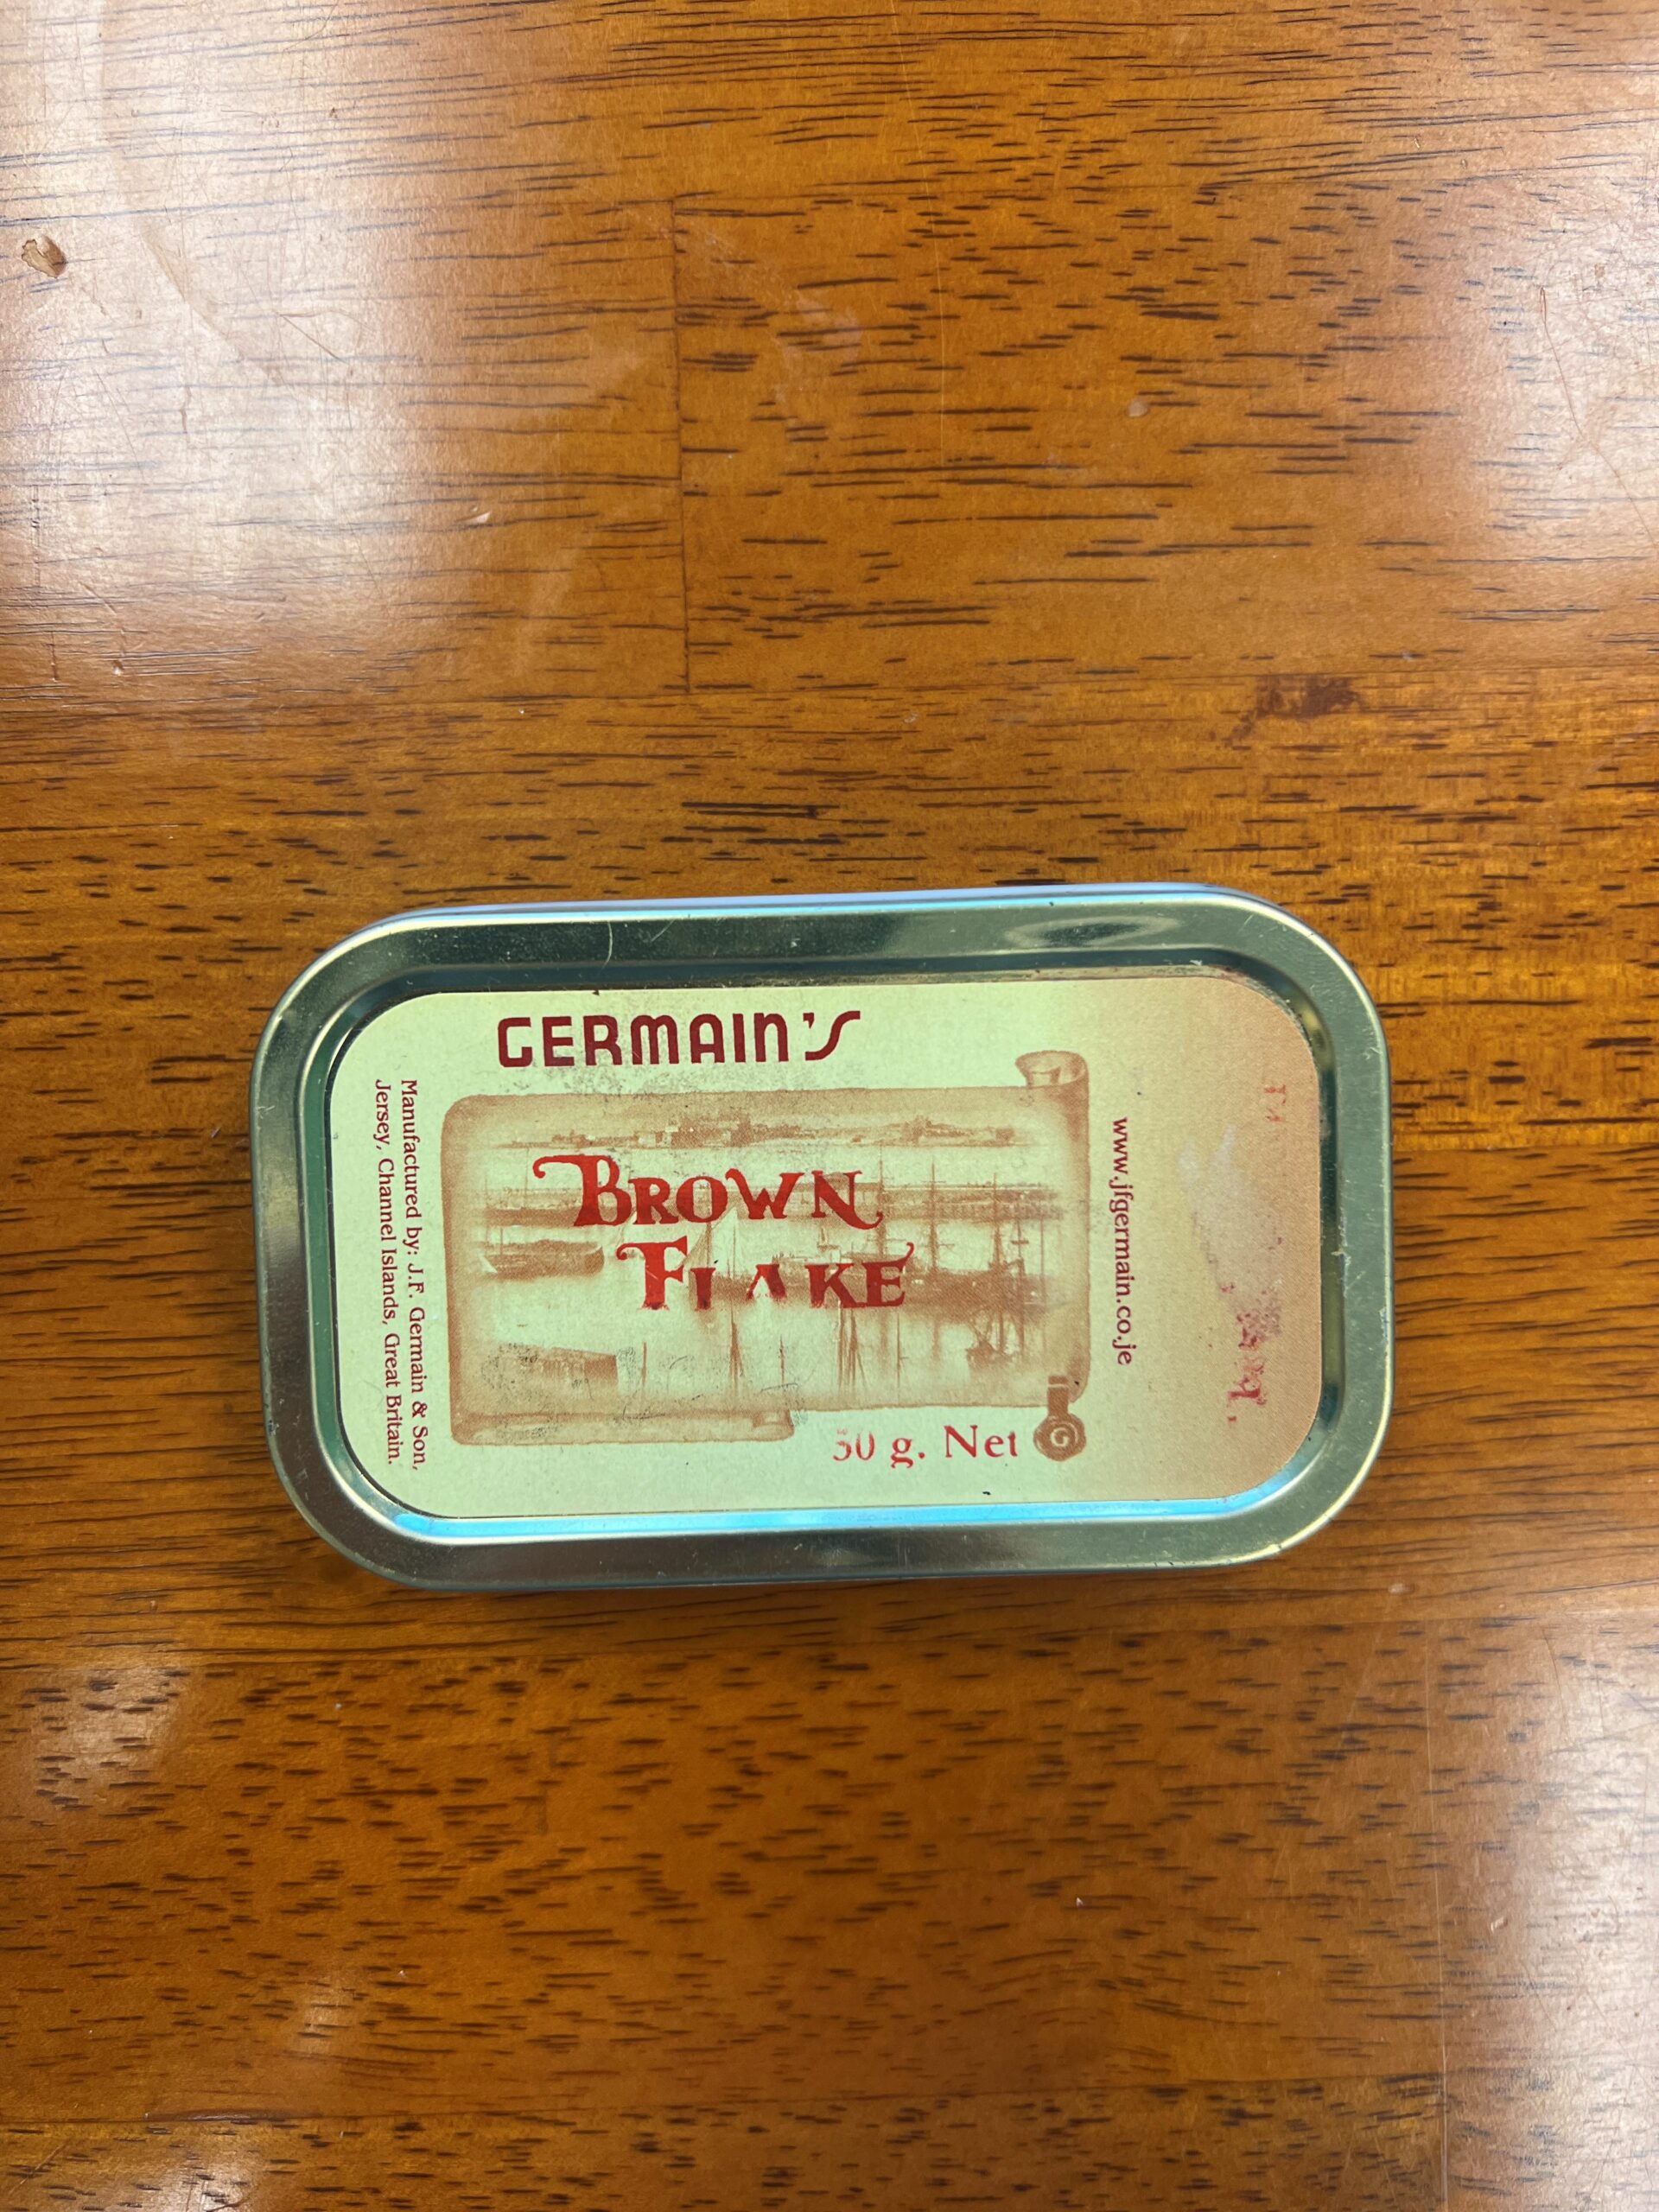 GERMAIN'S
BROWN
FLAKE
50 g. Net
G
Manufactured by: J.F. Germain & Son,
Jersey, Channel Islands, Great Britain.
www.jfgermain.co.je